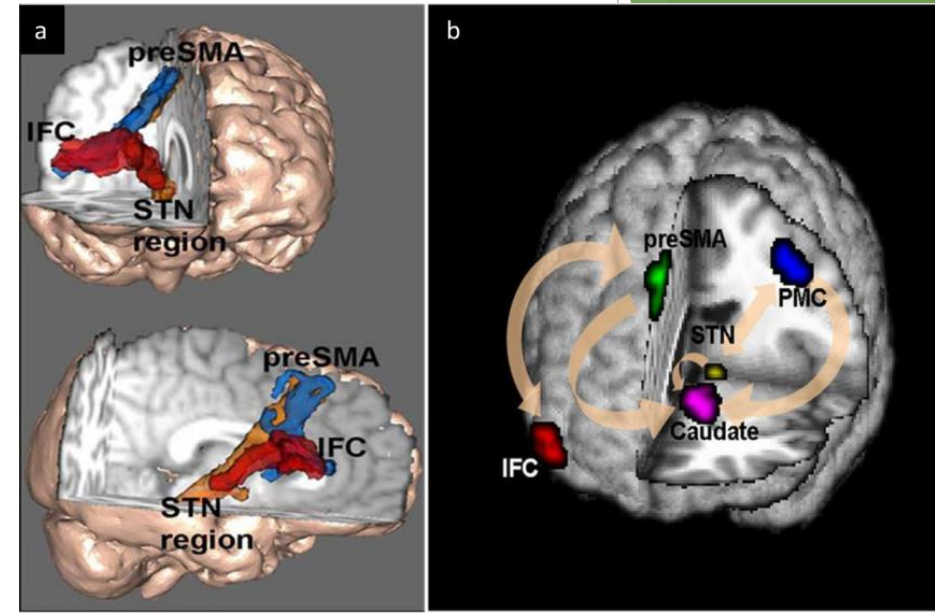 a
preSMA
IFC
STN
region
preSMA
IFC
STN
region
b
preSMA
PMC
STN
Caudate
IFC